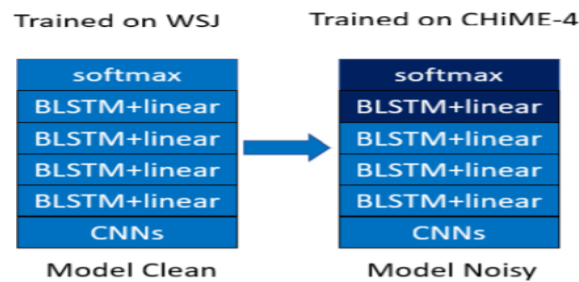 Trained on WSJ
softmax
BLSTM+linear
BLSTM+linear
BLSTM+linear
BLSTM+linear
CNNs
Model Clean
Trained on CHiME-4
softmax
BLSTM+linear
BLSTM+linear
BLSTM+linear
BLSTM+linear
CNNs
Model Noisy